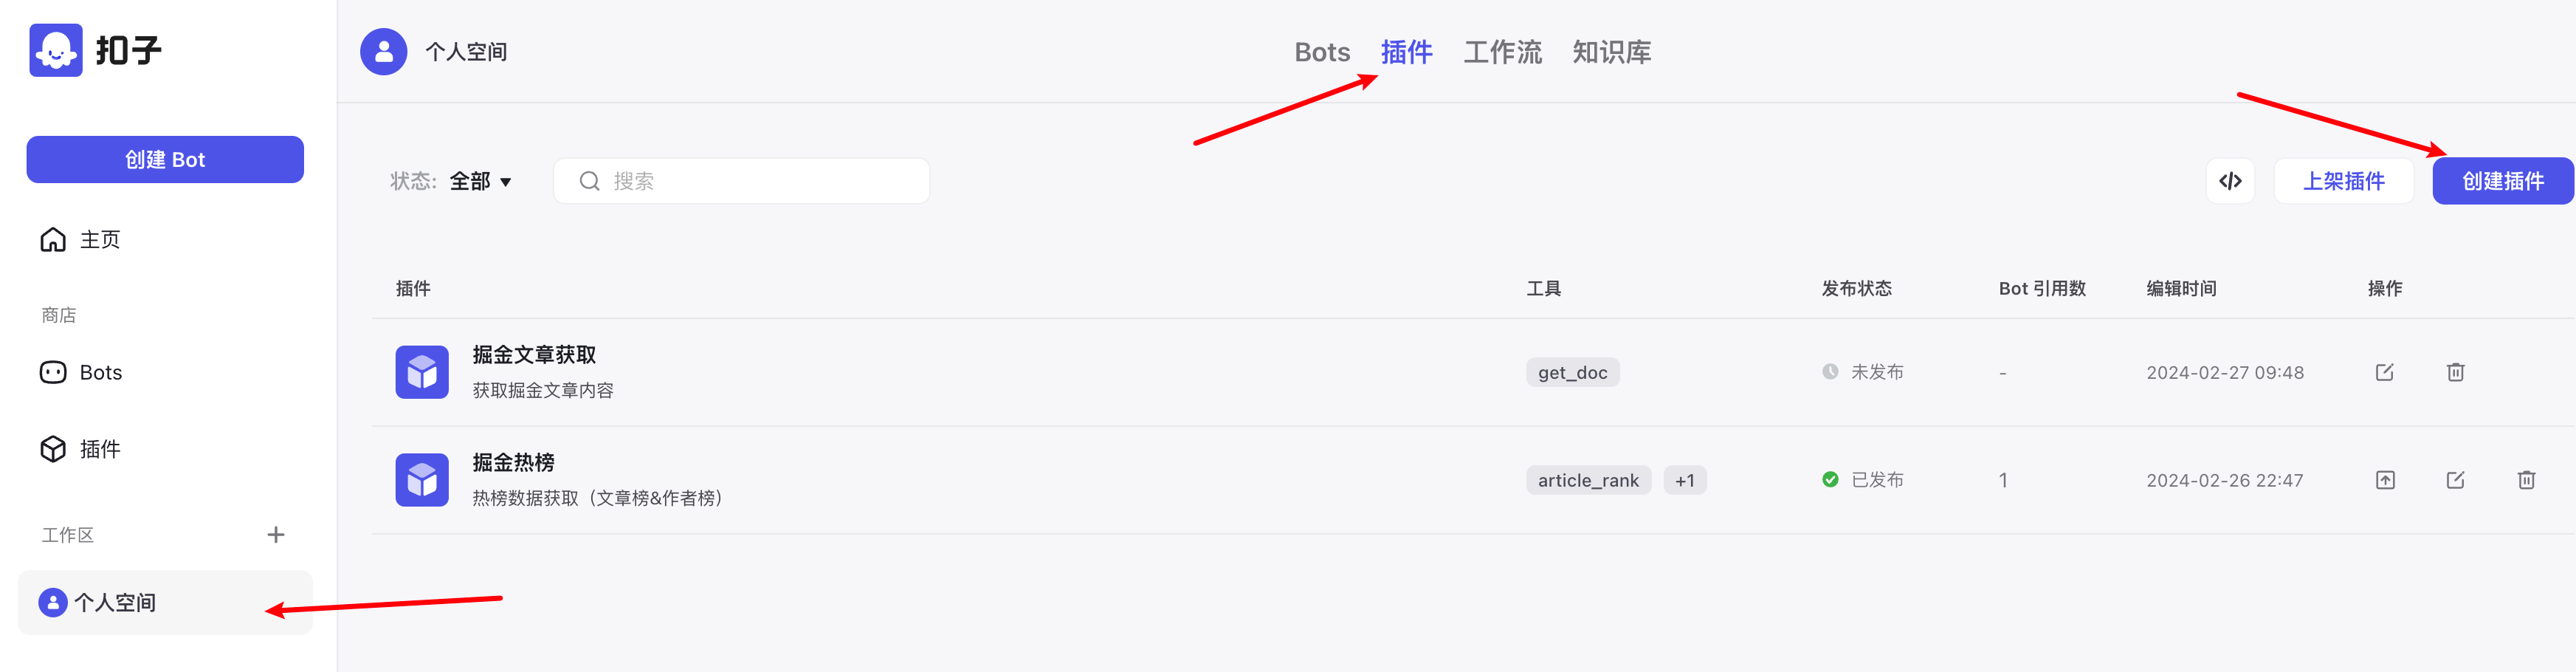 扣子
创建 Bot
主页
商店
Bots
插件
工作区
个人空间
个人空间
Bots 插件 工作流 知识库
状态: 全部 搜索 上架插件 创建插件
插件 工具 发布状态 Bot 引用数 编辑时间 操作
掘金文章获取
获取掘金文章内容
get_doc 未发布 - 2024-02-27 09:48
掘金热榜
热榜数据获取（文章榜&作者榜）
article_rank +1 已发布 1 2024-02-26 22:47